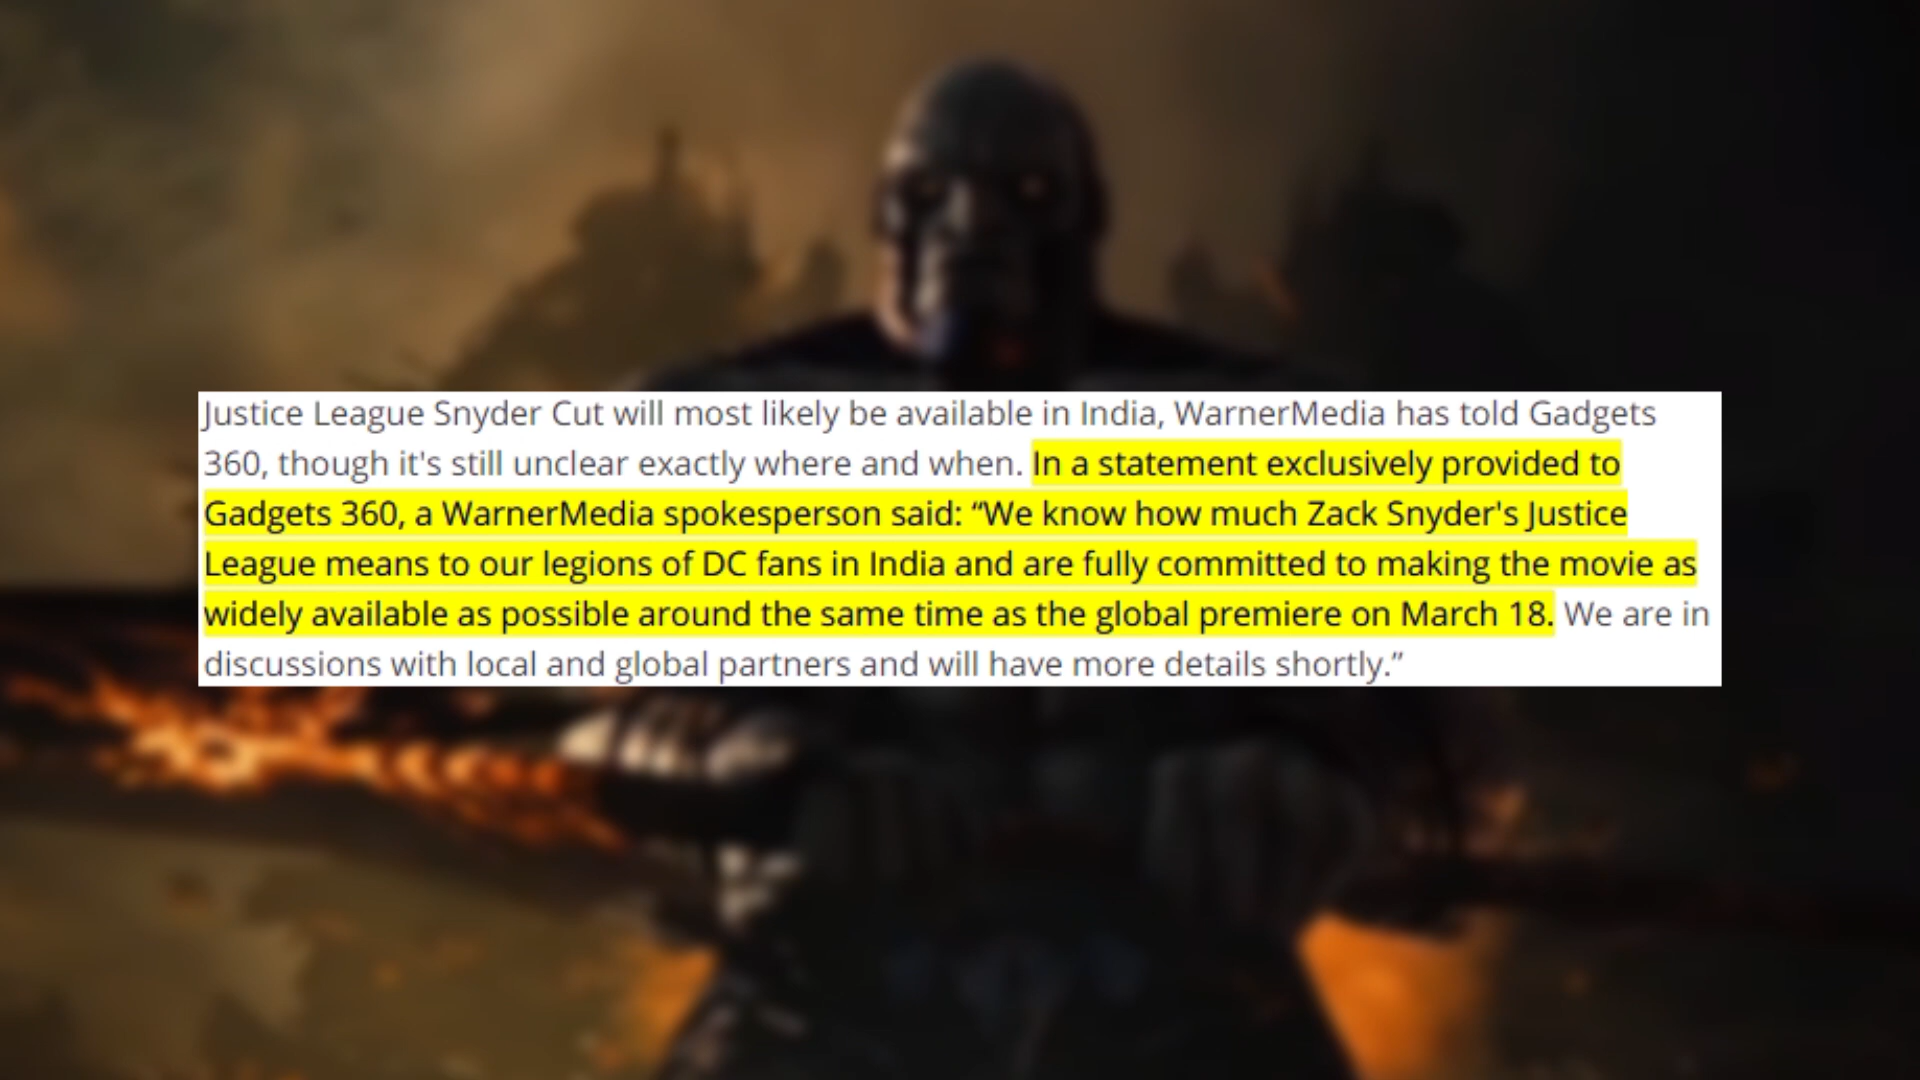 Justice League Snyder Cut will most likely be available in India, WarnerMedia has told Gadgets
360, though it's still unclear exactly where and when. In a statement exclusively provided to
Gadgets 360, a WarnerMedia spokesperson said: “We know how much Zack Snyder's Justice
League means to our legions of DC fans in India and are fully committed to making the movie as
widely available as possible around the same time as the global premiere on March 18. We are in
discussions with local and global partners and will have more details shortly.”